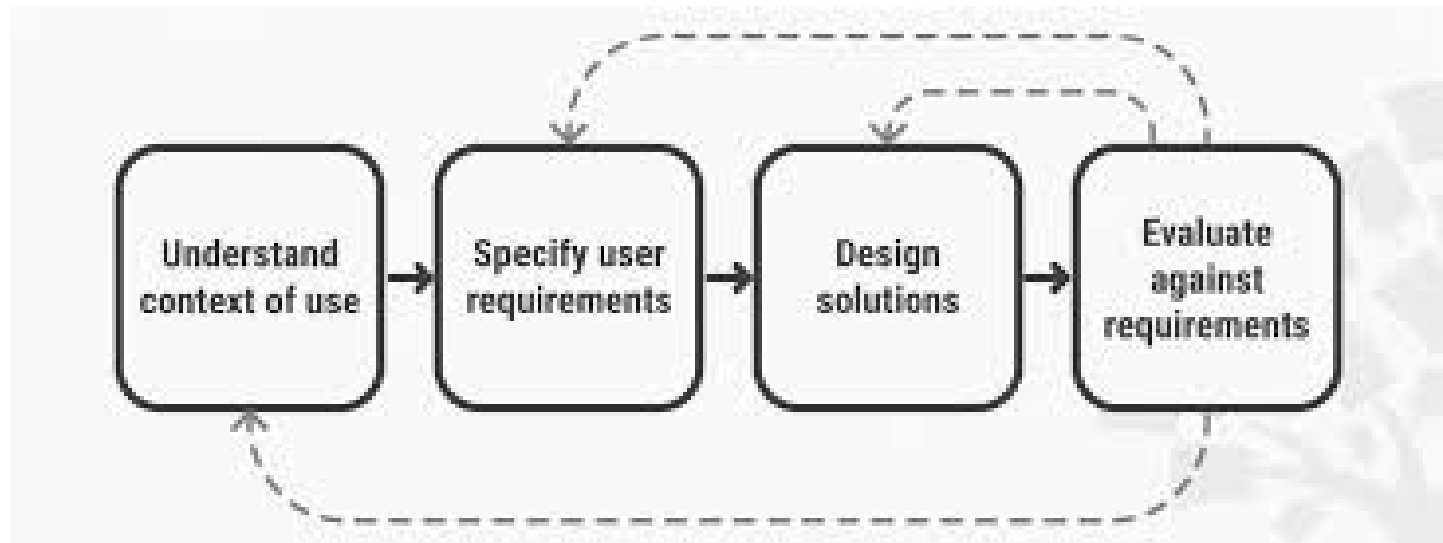 Understand
context of use
Specify user
requirements
Design
solutions
Evaluate
against
requirements